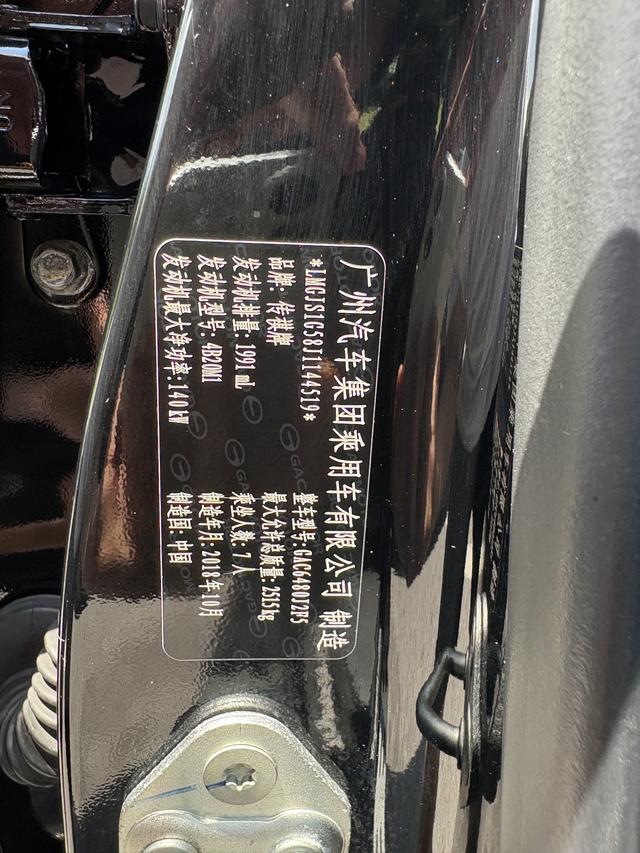 广州汽车集团乘用车有限公司 制造
*LMGJS1G58J1144519* 整车型号: GAC6480J2F5
品牌: 传祺牌 最大允许总质量: 2515kg
发动机排量: 1991 mL 乘坐人数: 7 人
发动机型号: 4B20M1 制造年月: 2018 年 10月
发动机最大净功率: 140 kW 制造国: 中国